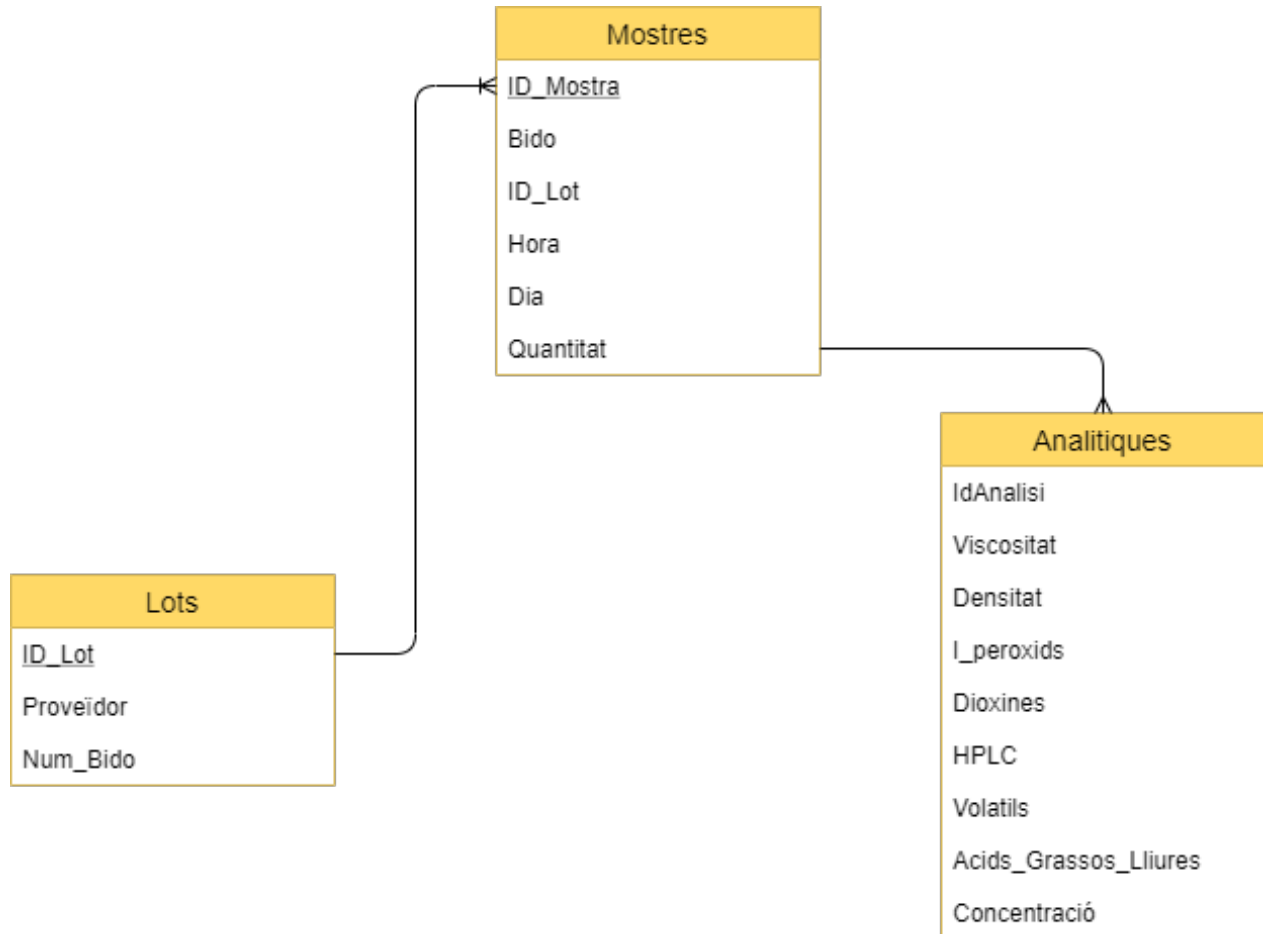 Mostres
ID_Mostra
Bido
ID_Lot
Hora
Dia
Quantitat
Analitiques
IdAnalisi
Viscositat
Densitat
I_peroxids
Dioxines
HPLC
Volatils
Acids_Grassos_Lliures
Concentració
Lots
ID_Lot
Proveïdor
Num_Bido